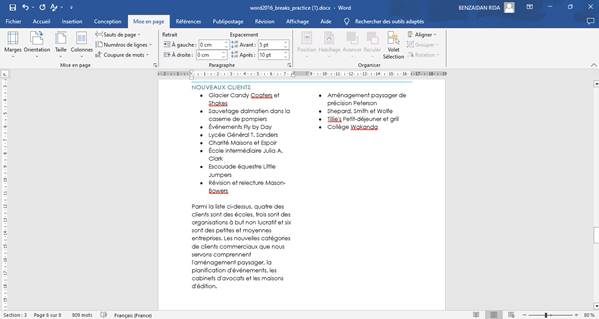 word2016_breaks_practice (1).docx - Word
BENZAIDAN RIDA
Fichier Accueil Insertion Conception Mise en page Références Publipostage Révision Affichage Aide Rechercher des outils adaptés
Marges Orientation Taille Colonnes
Sauts de page
Numéros de lignes
Coupure de mots
Mise en page
Retrait Espacement
À gauche : 0 cm Avant : 5 pt
À droite : 0 cm Après : 10 pt
Paragraphe
Position Habillage Avancer Reculer Volet Sélection
Aligner
Grouper
Rotation
Organiser
NOUVEAUX CLIENTS
● Glacier Candy Coafers et
Shakes
● Sauvetage dalmatien dans la
caserne de pompiers
● Événements Fly by Day
● Lycée Général T. Sanders
● Charité Maisons et Espoir
● École intermédiaire Julia A.
Clark
● Escouade équestre Little
Jumpers
● Révision et relecture Mason-
Bowers
Parmi la liste ci-dessus, quatre des
clients sont des écoles, trois sont des
organisations à but non lucratif et six
sont des petites et moyennes
entreprises. Les nouvelles catégories
de clients commerciaux que nous
servons comprennent
l'aménagement paysager, la
planification d'événements, les
cabinets d'avocats et les maisons
d'édition.
● Aménagement paysager de
précision Peterson
● Shepard, Smith et Wolfe
● Tillie's Petit-déjeuner et gril
● Collège Wakanda
Section : 3 Page 6 sur 8 809 mots Français (France) 80 %